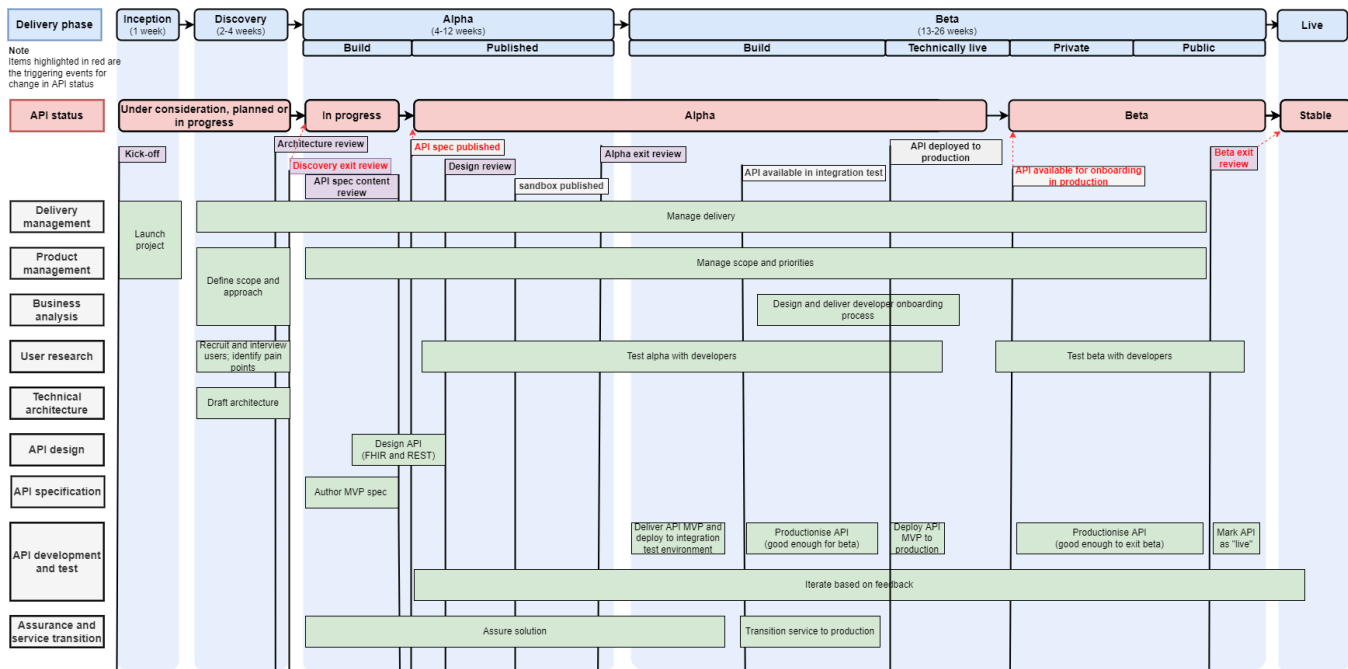 Delivery phase
Inception
(1 week)
Discovery
(2-4 weeks)
Alpha
(4-12 weeks)
Beta
(13-26 weeks)
Live
Build
Published
Build
Technically live
Private
Public
Note
Items highlighted in red are
the triggering events for
change in API status
API status
Under consideration, planned or
in progress
In progress
Alpha
Beta
Stable
Kick-off
Architecture review
Discovery exit review
API spec content
review
API spec published
Design review
sandbox published
Alpha exit review
API available in integration test
API deployed to
production
API available for onboarding
in production
Beta exit
review
Delivery
management
Launch
project
Manage delivery
Product
management
Define scope and
approach
Manage scope and priorities
Business
analysis
Design and deliver developer onboarding
process
User research
Recruit and interview
users; identify pain
points
Test alpha with developers
Test beta with developers
Technical
architecture
Draft architecture
API design
Design API
(FHIR and REST)
API specification
Author MVP spec
API development
and test
Deliver API MVP and
deploy to integration
test environment
Productionise API
(good enough for beta)
Deploy API
MVP to
production
Productionise API
(good enough to exit beta)
Mark API
as "live"
Iterate based on feedback
Assurance and
service transition
Assure solution
Transition service to production